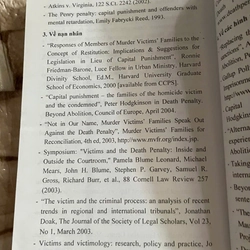 - Atkins v. Virginia, 122 S.Ct. 2242 (2002).
- The Penry penalty: capital punishment and offenders with
mental retardation, Emily Fabrycki Reed, 1993.
3. Về nạn nhân
- "Responses of Members of Murder Victims' Families to the
Concept of Restitution: Implications & Suggestions for
Legislation in Lieu of Capital Punishment", Ronnie
Friedman-Barone, Luce Fellow in Urban Ministry, Harvard
Divinity School, Ed.M., Harvard University Graduate
School of Economics, 2000 [available from CCPS].
- "Capital punishment – the families of the homicide victim
and the condemned", Peter Hodgkinson in Death Penalty.
Beyond Abolition, Council of Europe, April 2004.
- "Not in Our Name, Murder Victims' Families Speak Out
Against the Death Penalty", Murder Victims' Families for
Reconciliation, 4th ed, 2003,
- Symposium: "Victims and the Death Penalty: Inside and
Outside the Courtroom," Pamela Blume Leonard, Michael
Mears, John H. Blume, Stephen P. Garvey, Samuel R.
Gross, Richard Burr, et al., 88 Cornell Law Review 257
(2003).
- "The victim and the criminal process: an analysis of recent
trends in regional and international tribunals", Jonathan
Doak, The Journal of the Society of Legal Scholars, Vol 23,
No 1, March 2003.
- Victims and victimology: research, policy practice, Jo